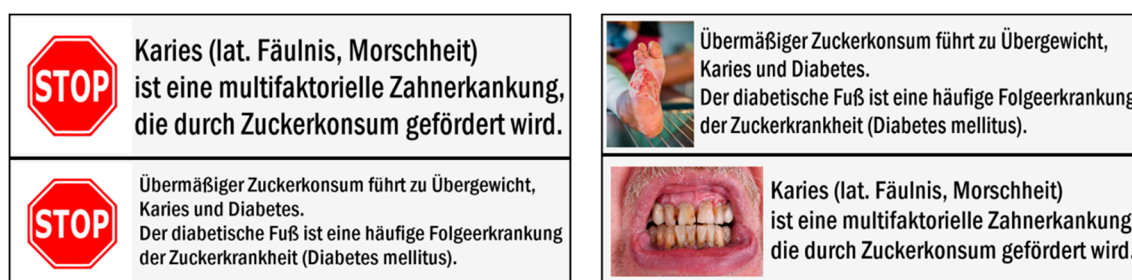 STOP
Karies (lat. Fäulnis, Morschheit)
ist eine multifaktorielle Zahnerkankung,
die durch Zuckerkonsum gefördert wird.
STOP
Übermäßiger Zuckerkonsum führt zu Übergewicht,
Karies und Diabetes.
Der diabetische Fuß ist eine häufige Folgeerkrankung
der Zuckerkrankheit (Diabetes mellitus).
Übermäßiger Zuckerkonsum führt zu Übergewicht,
Karies und Diabetes.
Der diabetische Fuß ist eine häufige Folgeerkrankung
der Zuckerkrankheit (Diabetes mellitus).
Karies (lat. Fäulnis, Morschheit)
ist eine multifaktorielle Zahnerkankung
die durch Zuckerkonsum gefördert wird.